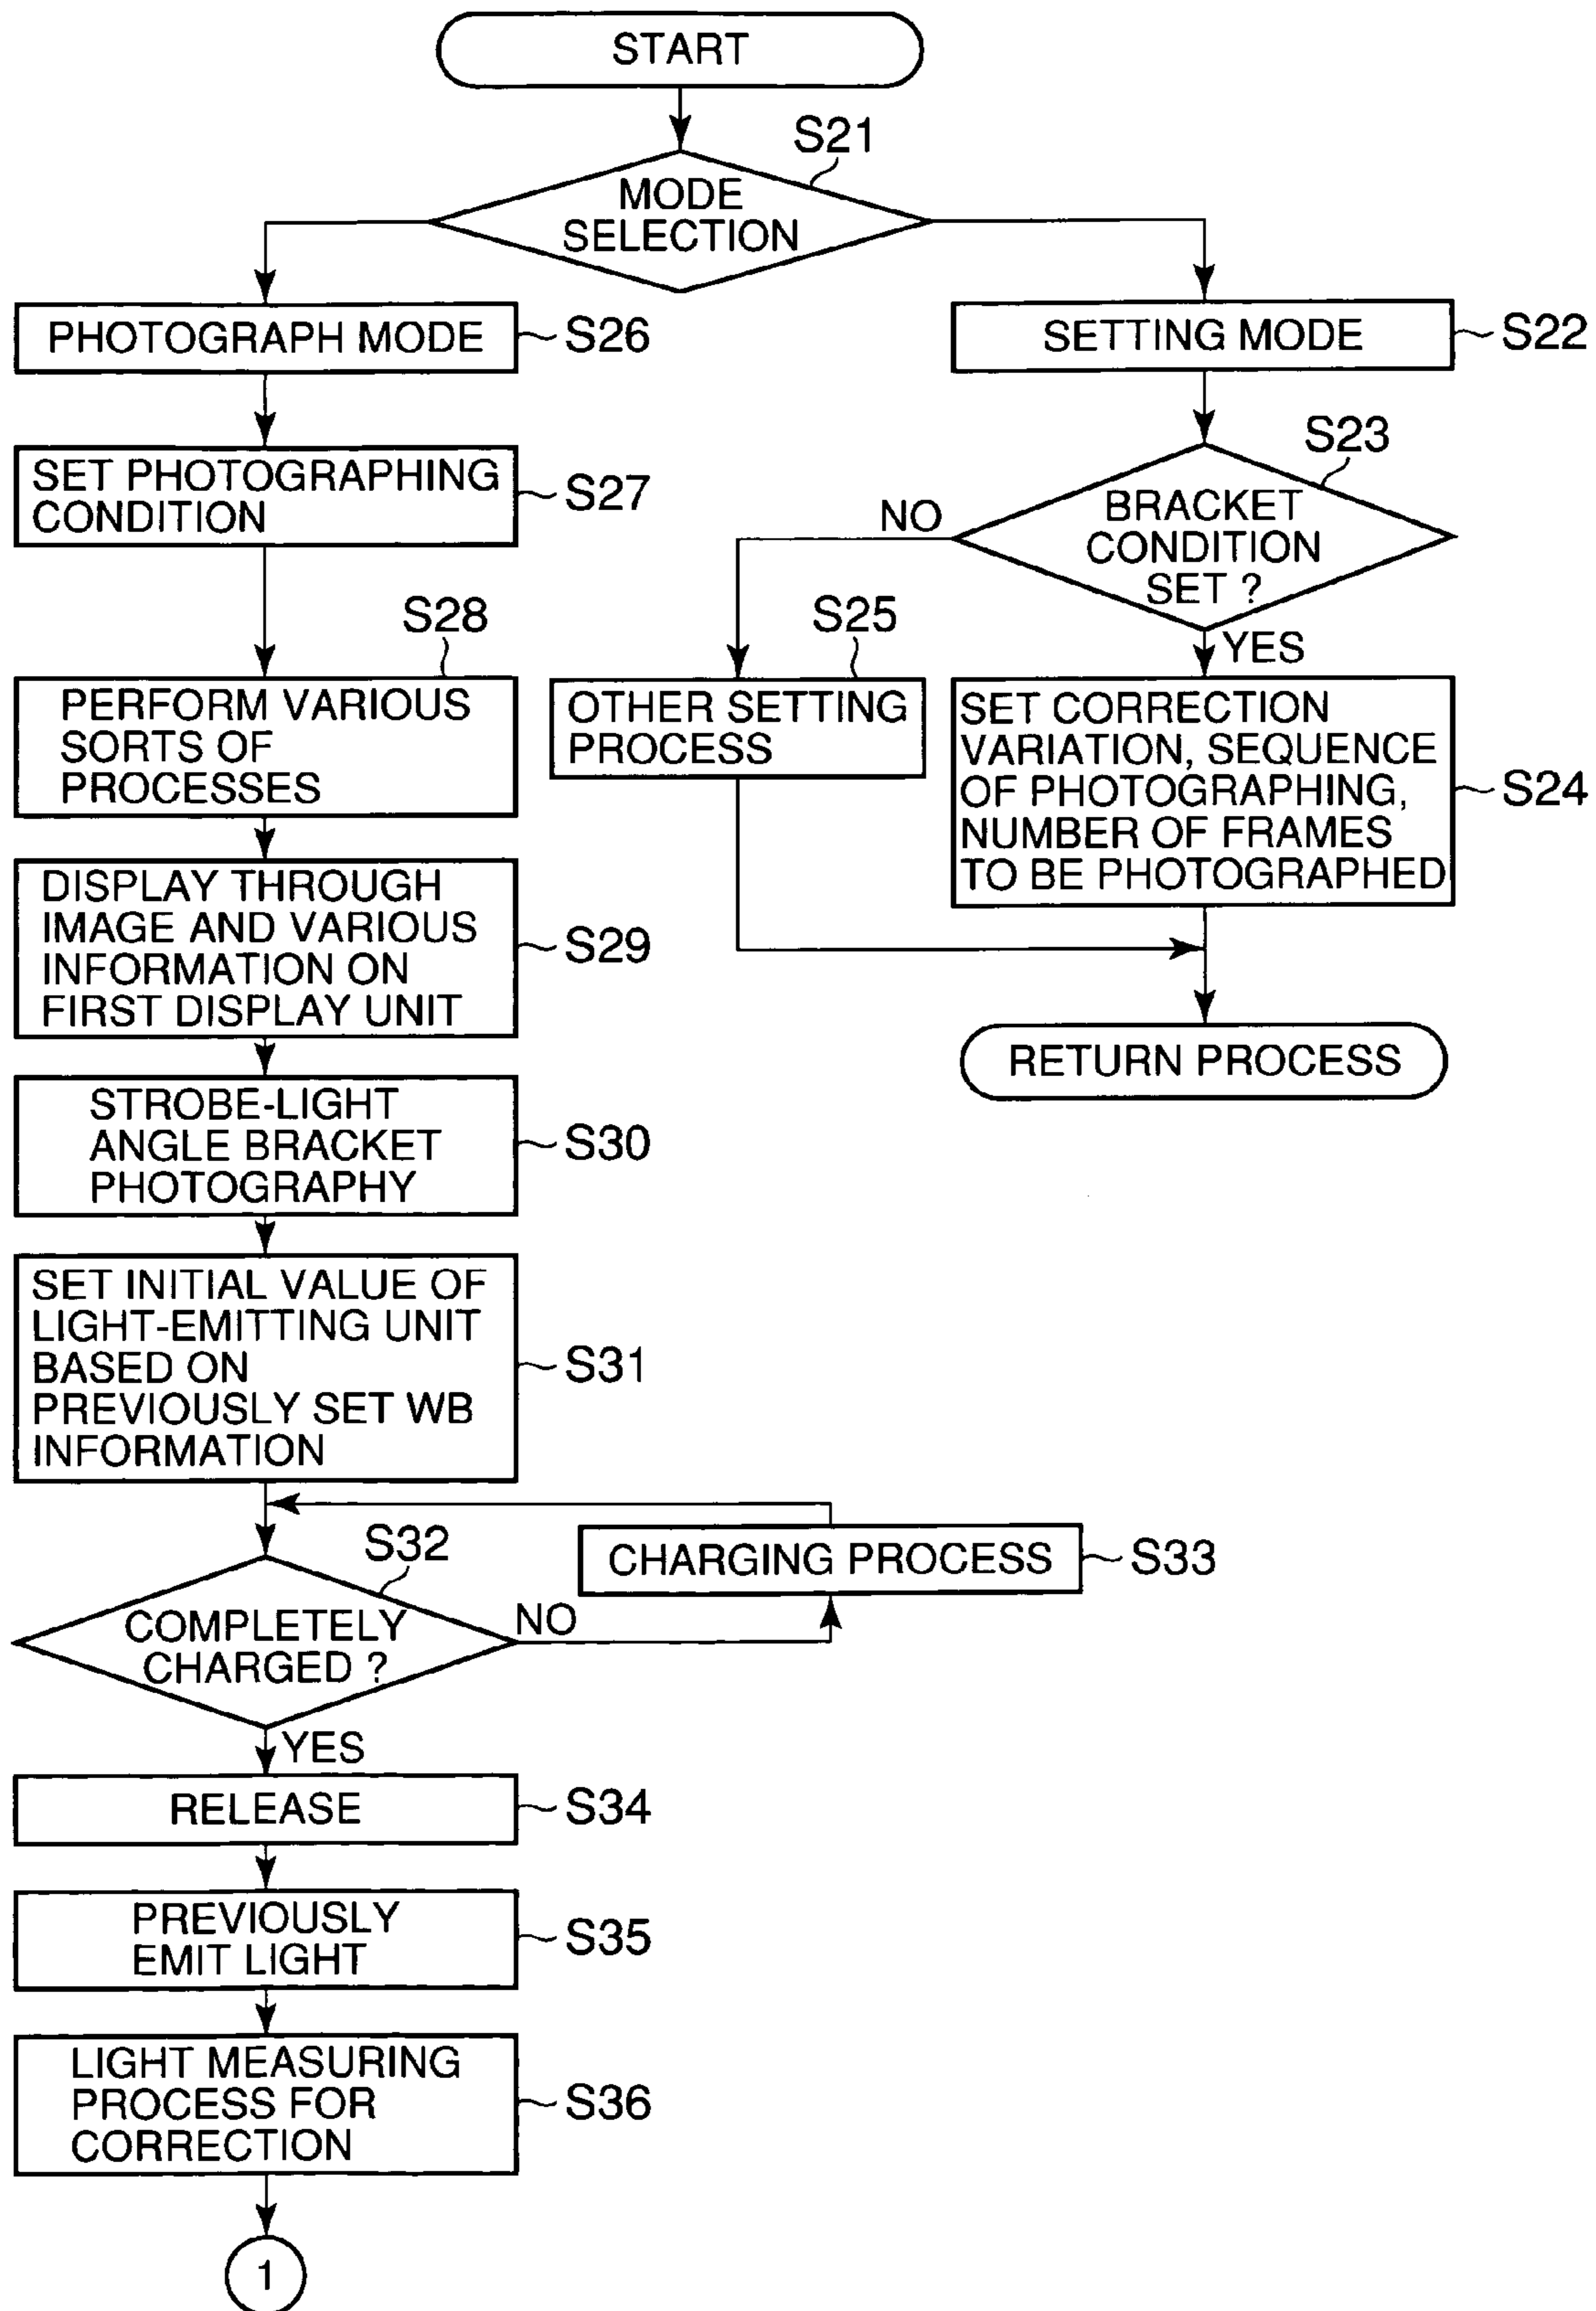 START
S21
MODE
SELECTION
PHOTOGRAPH MODE
S26
SETTING MODE
S22
SET PHOTOGRAPHING
CONDITION
S27
S23
BRACKET
CONDITION
SET ?
NO
YES
S28
PERFORM VARIOUS
SORTS OF
PROCESSES
S25
OTHER SETTING
PROCESS
SET CORRECTION
VARIATION, SEQUENCE
OF PHOTOGRAPHING,
NUMBER OF FRAMES
TO BE PHOTOGRAPHED
S24
DISPLAY THROUGH
IMAGE AND VARIOUS
INFORMATION ON
FIRST DISPLAY UNIT
S29
RETURN PROCESS
STROBE-LIGHT
ANGLE BRACKET
PHOTOGRAPHY
S30
SET INITIAL VALUE OF
LIGHT-EMITTING UNIT
BASED ON
PREVIOUSLY SET WB
INFORMATION
S31
S32
COMPLETELY
CHARGED ?
NO
CHARGING PROCESS
S33
YES
RELEASE
S34
PREVIOUSLY
EMIT LIGHT
S35
LIGHT MEASURING
PROCESS FOR
CORRECTION
S36
1